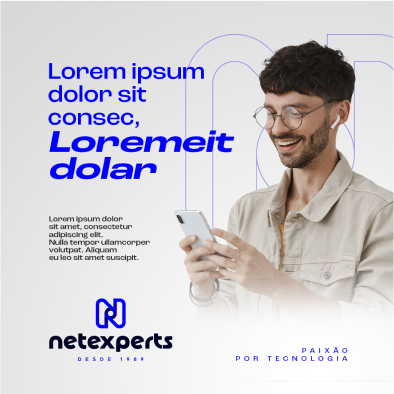 Lorem ipsum
dolor sit
consec,
Loremeit
dolar
Lorem ipsum dolor
sit amet, consectetur
adipiscing elit.
Nulla tempor ullamcorper
volutpat. Aliquam
eu leo sit amet suscipit.
netexperts
DESDE 1989
PAIXÃO
POR TECNOLOGIA